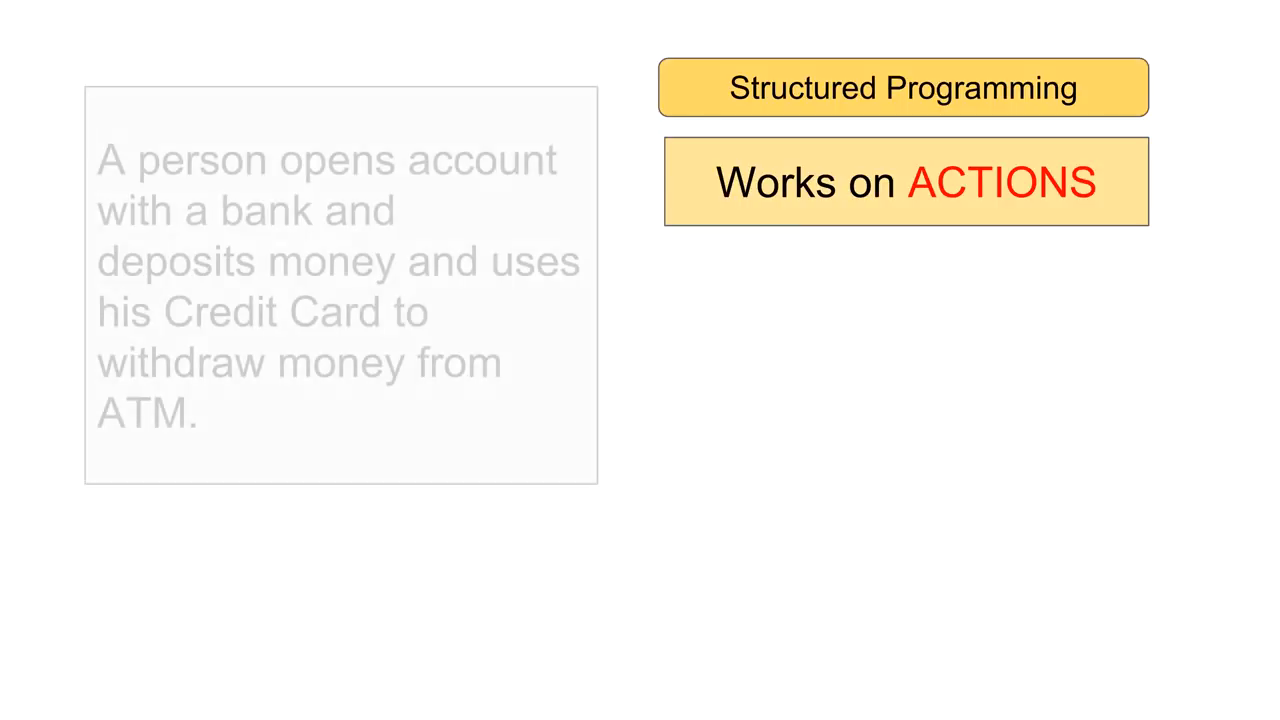 A person opens account
with a bank and
deposits money and uses
his Credit Card to
withdraw money from
ATM.
Structured Programming
Works on ACTIONS